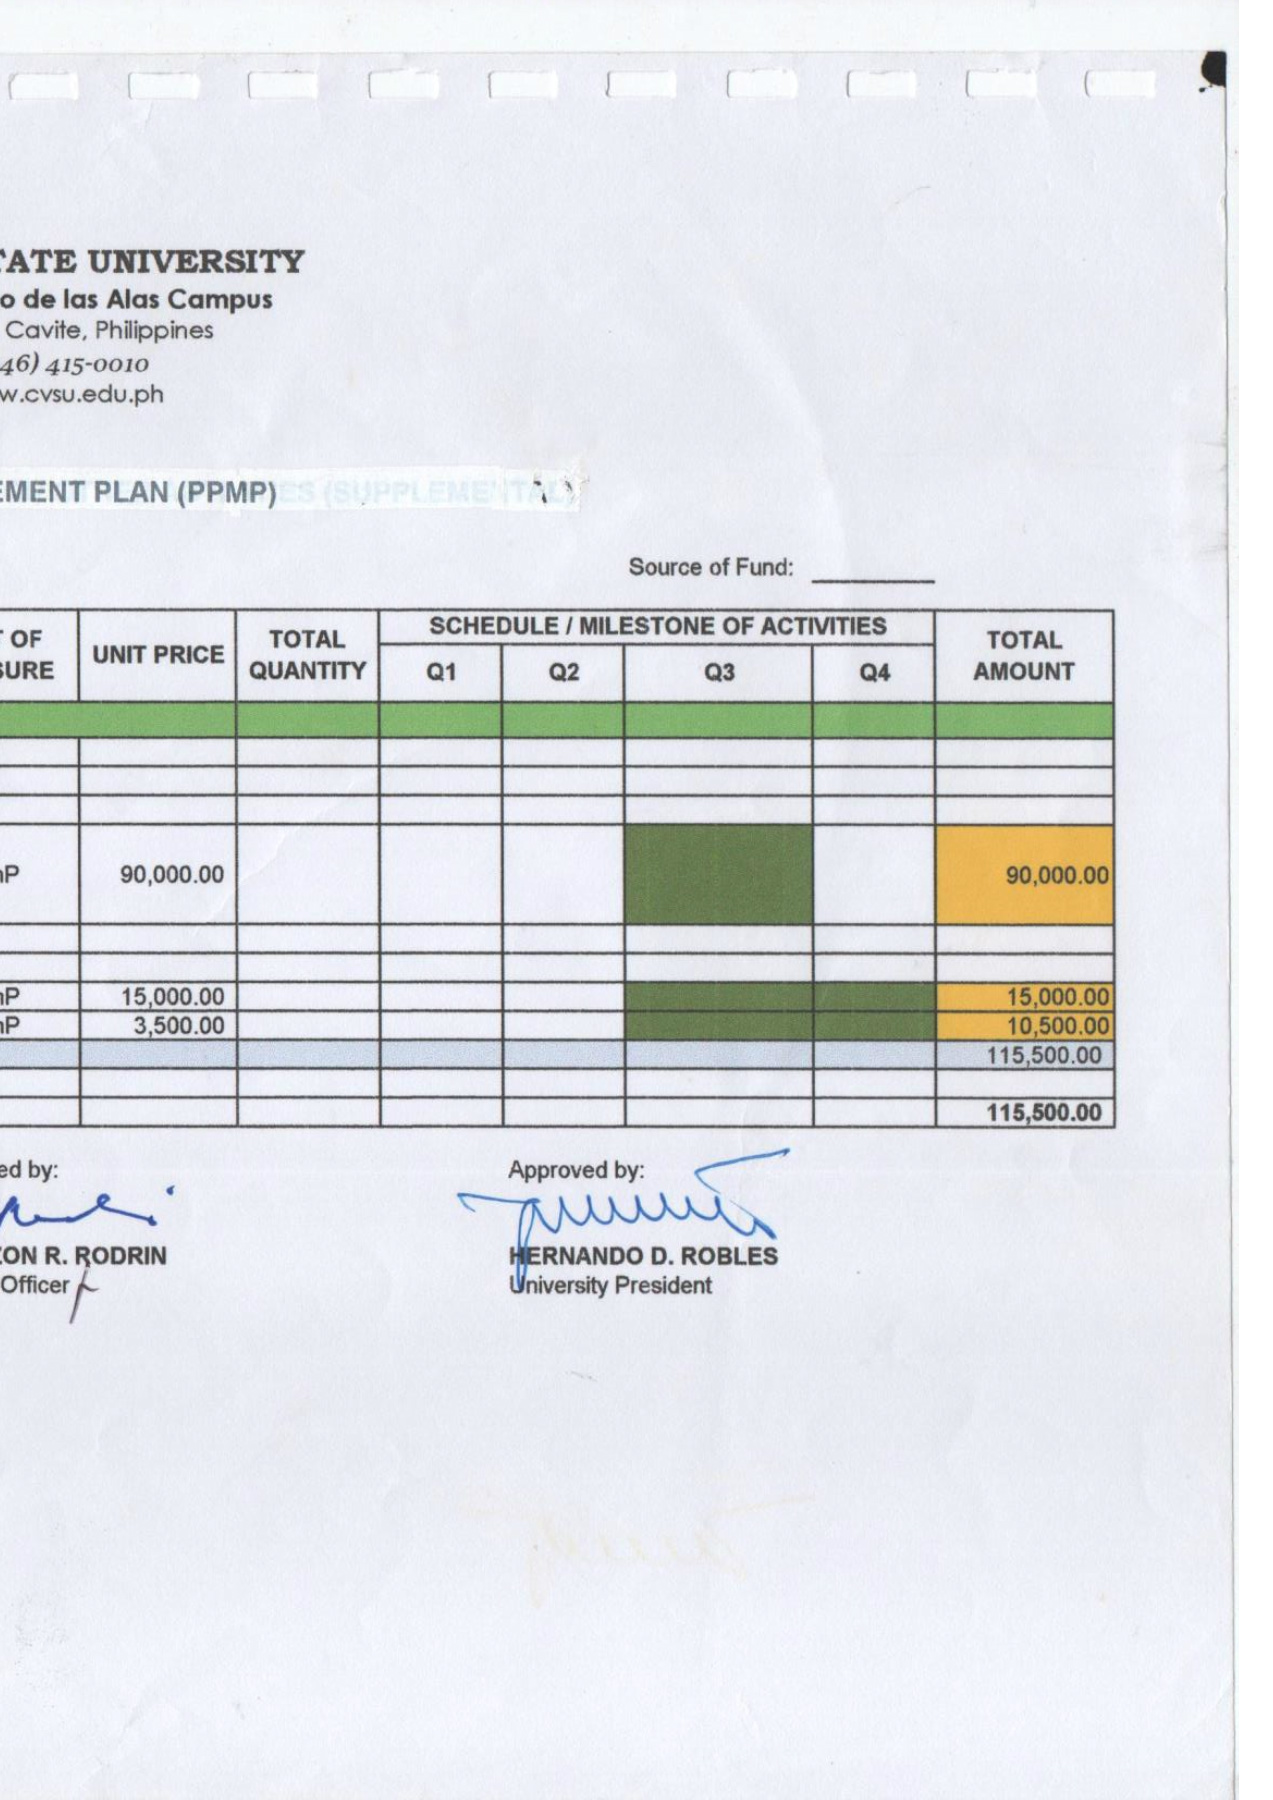 TATE UNIVERSITY
o de las Alas Campus
Cavite, Philippines
46) 415-0010
w.cvsu.edu.ph
EMENT PLAN (PPMP)
ES (SUPPLEMENTAL)
Source of Fund:
OF UNIT PRICE TOTAL SCHEDULE / MILESTONE OF ACTIVITIES TOTAL
SURE QUANTITY Q1 Q2 Q3 Q4 AMOUNT
nP 90,000.00 90,000.00
nP 15,000.00 15,000.00
nP 3,500.00 10,500.00
115,500.00
115,500.00
ed by: Approved by:
ON R. RODRIN HERNANDO D. ROBLES
Officer University President